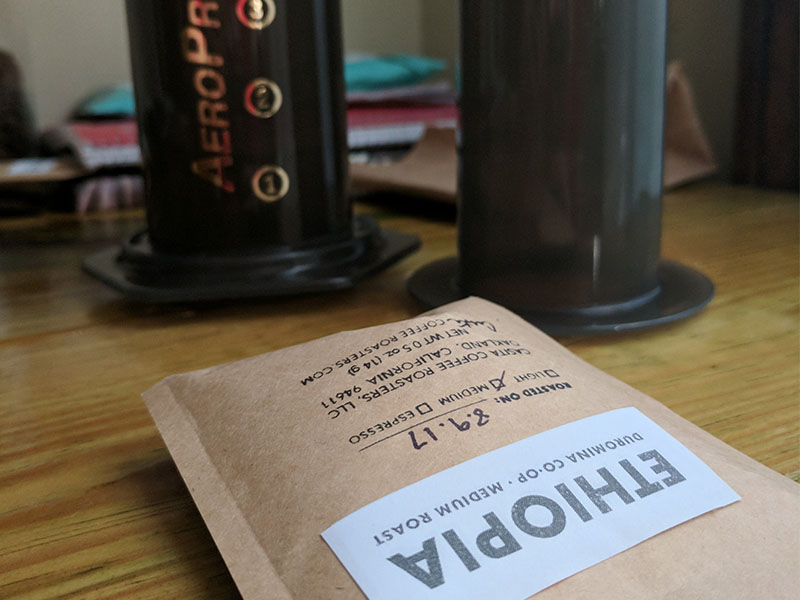 AEROPR
3
2
1
ETHIOPIA
DUROMINA CO-OP · MEDIUM ROAST
ROASTED ON: 8.9.17
LIGHT MEDIUM ESPRESSO
CASITA COFFEE ROASTERS, LLC
OAKLAND, CALIFORNIA 94611
NET WT 0.5 oz (14 g)
COFFEE ROASTERS.COM